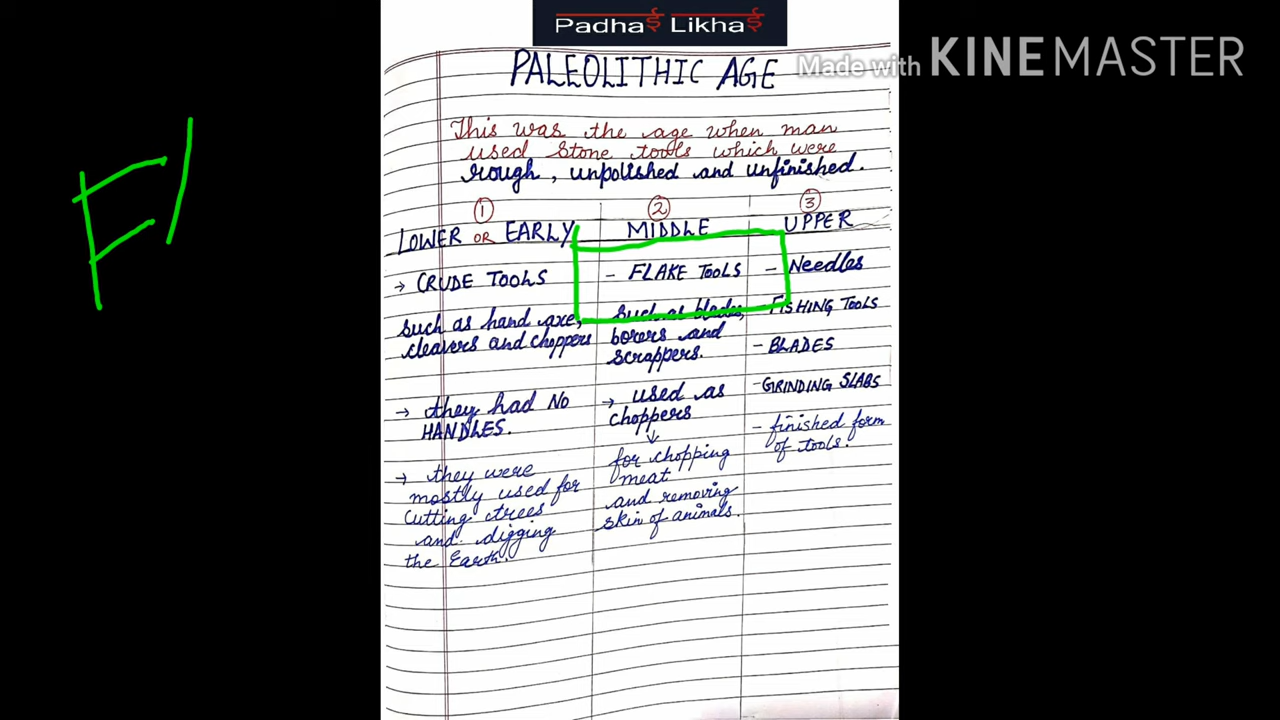 Padhaई Likhaई
Made with KINEMASTER
PALEOLITHIC AGE
This was the age when man
used stone tools which were
rough, unpolished and unfinished.
①
LOWER OR EARLY
→ CRUDE TOOLS
such as hand axe,
cleavers and choppers
→ they had NO
HANDLES.
→ they were
mostly used for
cutting trees
and digging
the Earth.
②
MIDDLE
- FLAKE TOOLS
such as blades,
borers and
scrappers.
→ used as
choppers
↓
for chopping
meat
and removing
skin of animals.
③
UPPER
- Needles
- FISHING TOOLS
- BLADES
- GRINDING SLABS
- finished form
of tools.